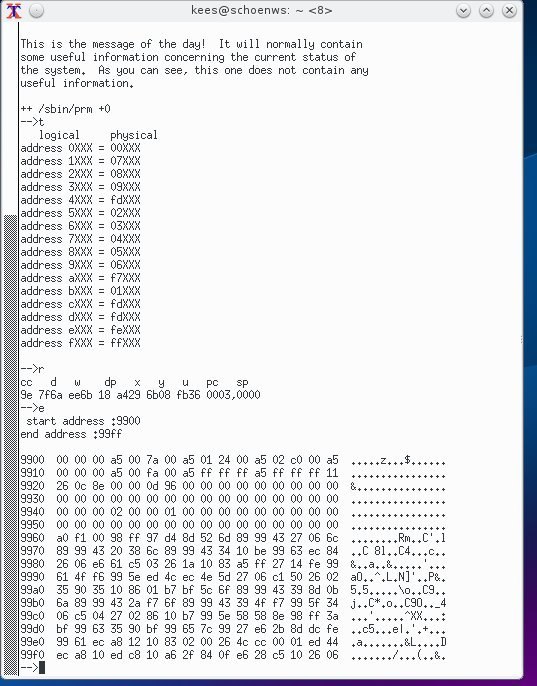 kees@schoenws: ~ <8>
This is the message of the day!  It will normally contain
some useful information concerning the current status of
the system.  As you can see, this one does not contain any
useful information.
++ /sbin/prm +0
-->t
   logical     physical
address 0XXX = 00XXX
address 1XXX = 07XXX
address 2XXX = 08XXX
address 3XXX = 09XXX
address 4XXX = fdXXX
address 5XXX = 02XXX
address 6XXX = 03XXX
address 7XXX = 04XXX
address 8XXX = 05XXX
address 9XXX = 06XXX
address aXXX = f7XXX
address bXXX = 01XXX
address cXXX = fdXXX
address dXXX = fdXXX
address eXXX = feXXX
address fXXX = ffXXX
-->r
cc   d   w    dp   x   y   u   pc   sp
9e 7f6a ee6b 18 a429 6b08 fb36 0003,0000
-->e
 start address :9900
end address :99ff
9900  00 00 00 a5 00 7a 00 a5 01 24 00 a5 02 c0 00 a5  .....z...$......
9910  00 00 00 a5 00 fa 00 a5 ff ff ff a5 ff ff ff 11  ................
9920  26 0c 8e 00 00 0d 96 00 00 00 00 00 00 00 00 00  &...............
9930  00 00 00 00 00 00 00 00 00 00 00 00 00 00 00 00  ................
9940  00 00 00 02 00 00 01 00 00 00 00 00 00 00 00 00  ................
9950  00 00 00 00 00 00 00 00 00 00 00 00 00 00 00 00  ................
9960  a0 f1 00 98 ff 97 d4 8d 52 6d 89 99 43 27 06 6c  ........Rm..C'.l
9970  89 99 43 20 38 6c 89 99 43 34 10 be 99 63 ec 84  ..C 8l..C4...c..
9980  26 06 e6 61 c5 03 26 1a 10 83 a5 ff 27 14 fe 99  &..a..&.....'...
9990  61 4f f6 99 5e ed 4c ec 4e 5d 27 06 c1 50 26 02  aO..^.L.N]'..P&.
99a0  35 90 35 10 86 01 b7 bf 5c 6f 89 99 43 39 8d 0b  5.5.....\o..C9..
99b0  6a 89 99 43 2a f7 6f 89 99 43 39 4f f7 99 5f 34  j..C*.o..C9O.._4
99c0  06 c5 04 27 02 86 10 b7 99 5e 58 58 8e 98 ff 3a  ...'.....^XX...:
99d0  bf 99 63 35 90 bf 99 65 7c 99 27 e6 2b 8d dc fe  ..c5...e|.'.+...
99e0  99 61 ec a8 12 10 83 02 00 26 4c cc 00 01 ed 44  .a.......&L....D
99f0  ec a8 10 ed c8 10 a6 2f 84 0f e6 28 c5 10 26 06  ......./...(..&.
-->